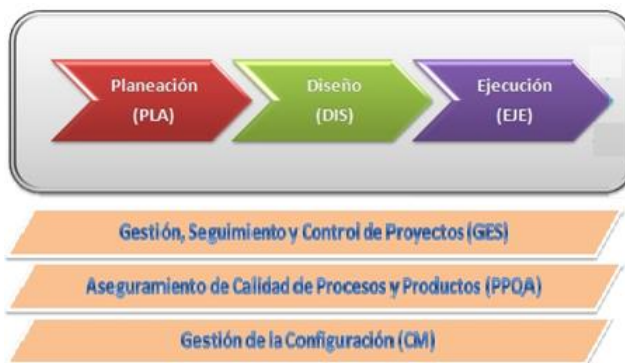 Planeación
(PLA)
Diseño
(DIS)
Ejecución
(EJE)
Gestión, Seguimiento y Control de Proyectos (GES)
Aseguramiento de Calidad de Procesos y Productos (PPQA)
Gestión de la Configuración (CM)